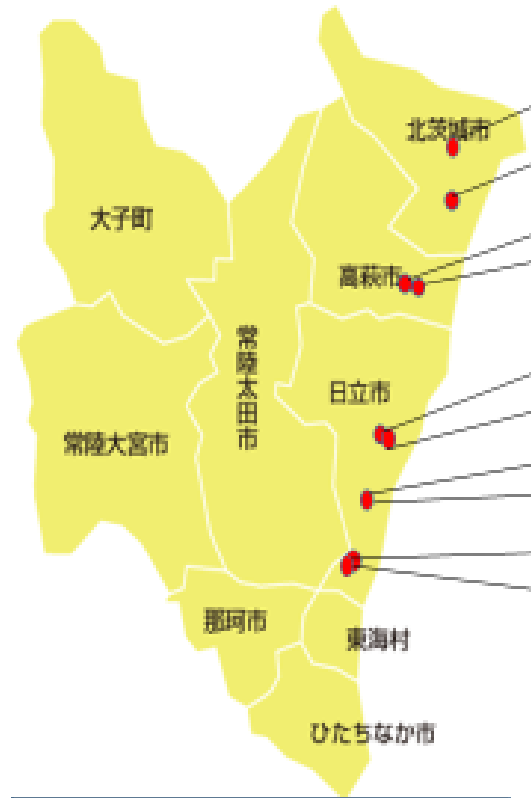 北茨城市
大子町
高萩市
常陸太田市
日立市
常陸大宮市
那珂市
東海村
ひたちなか市